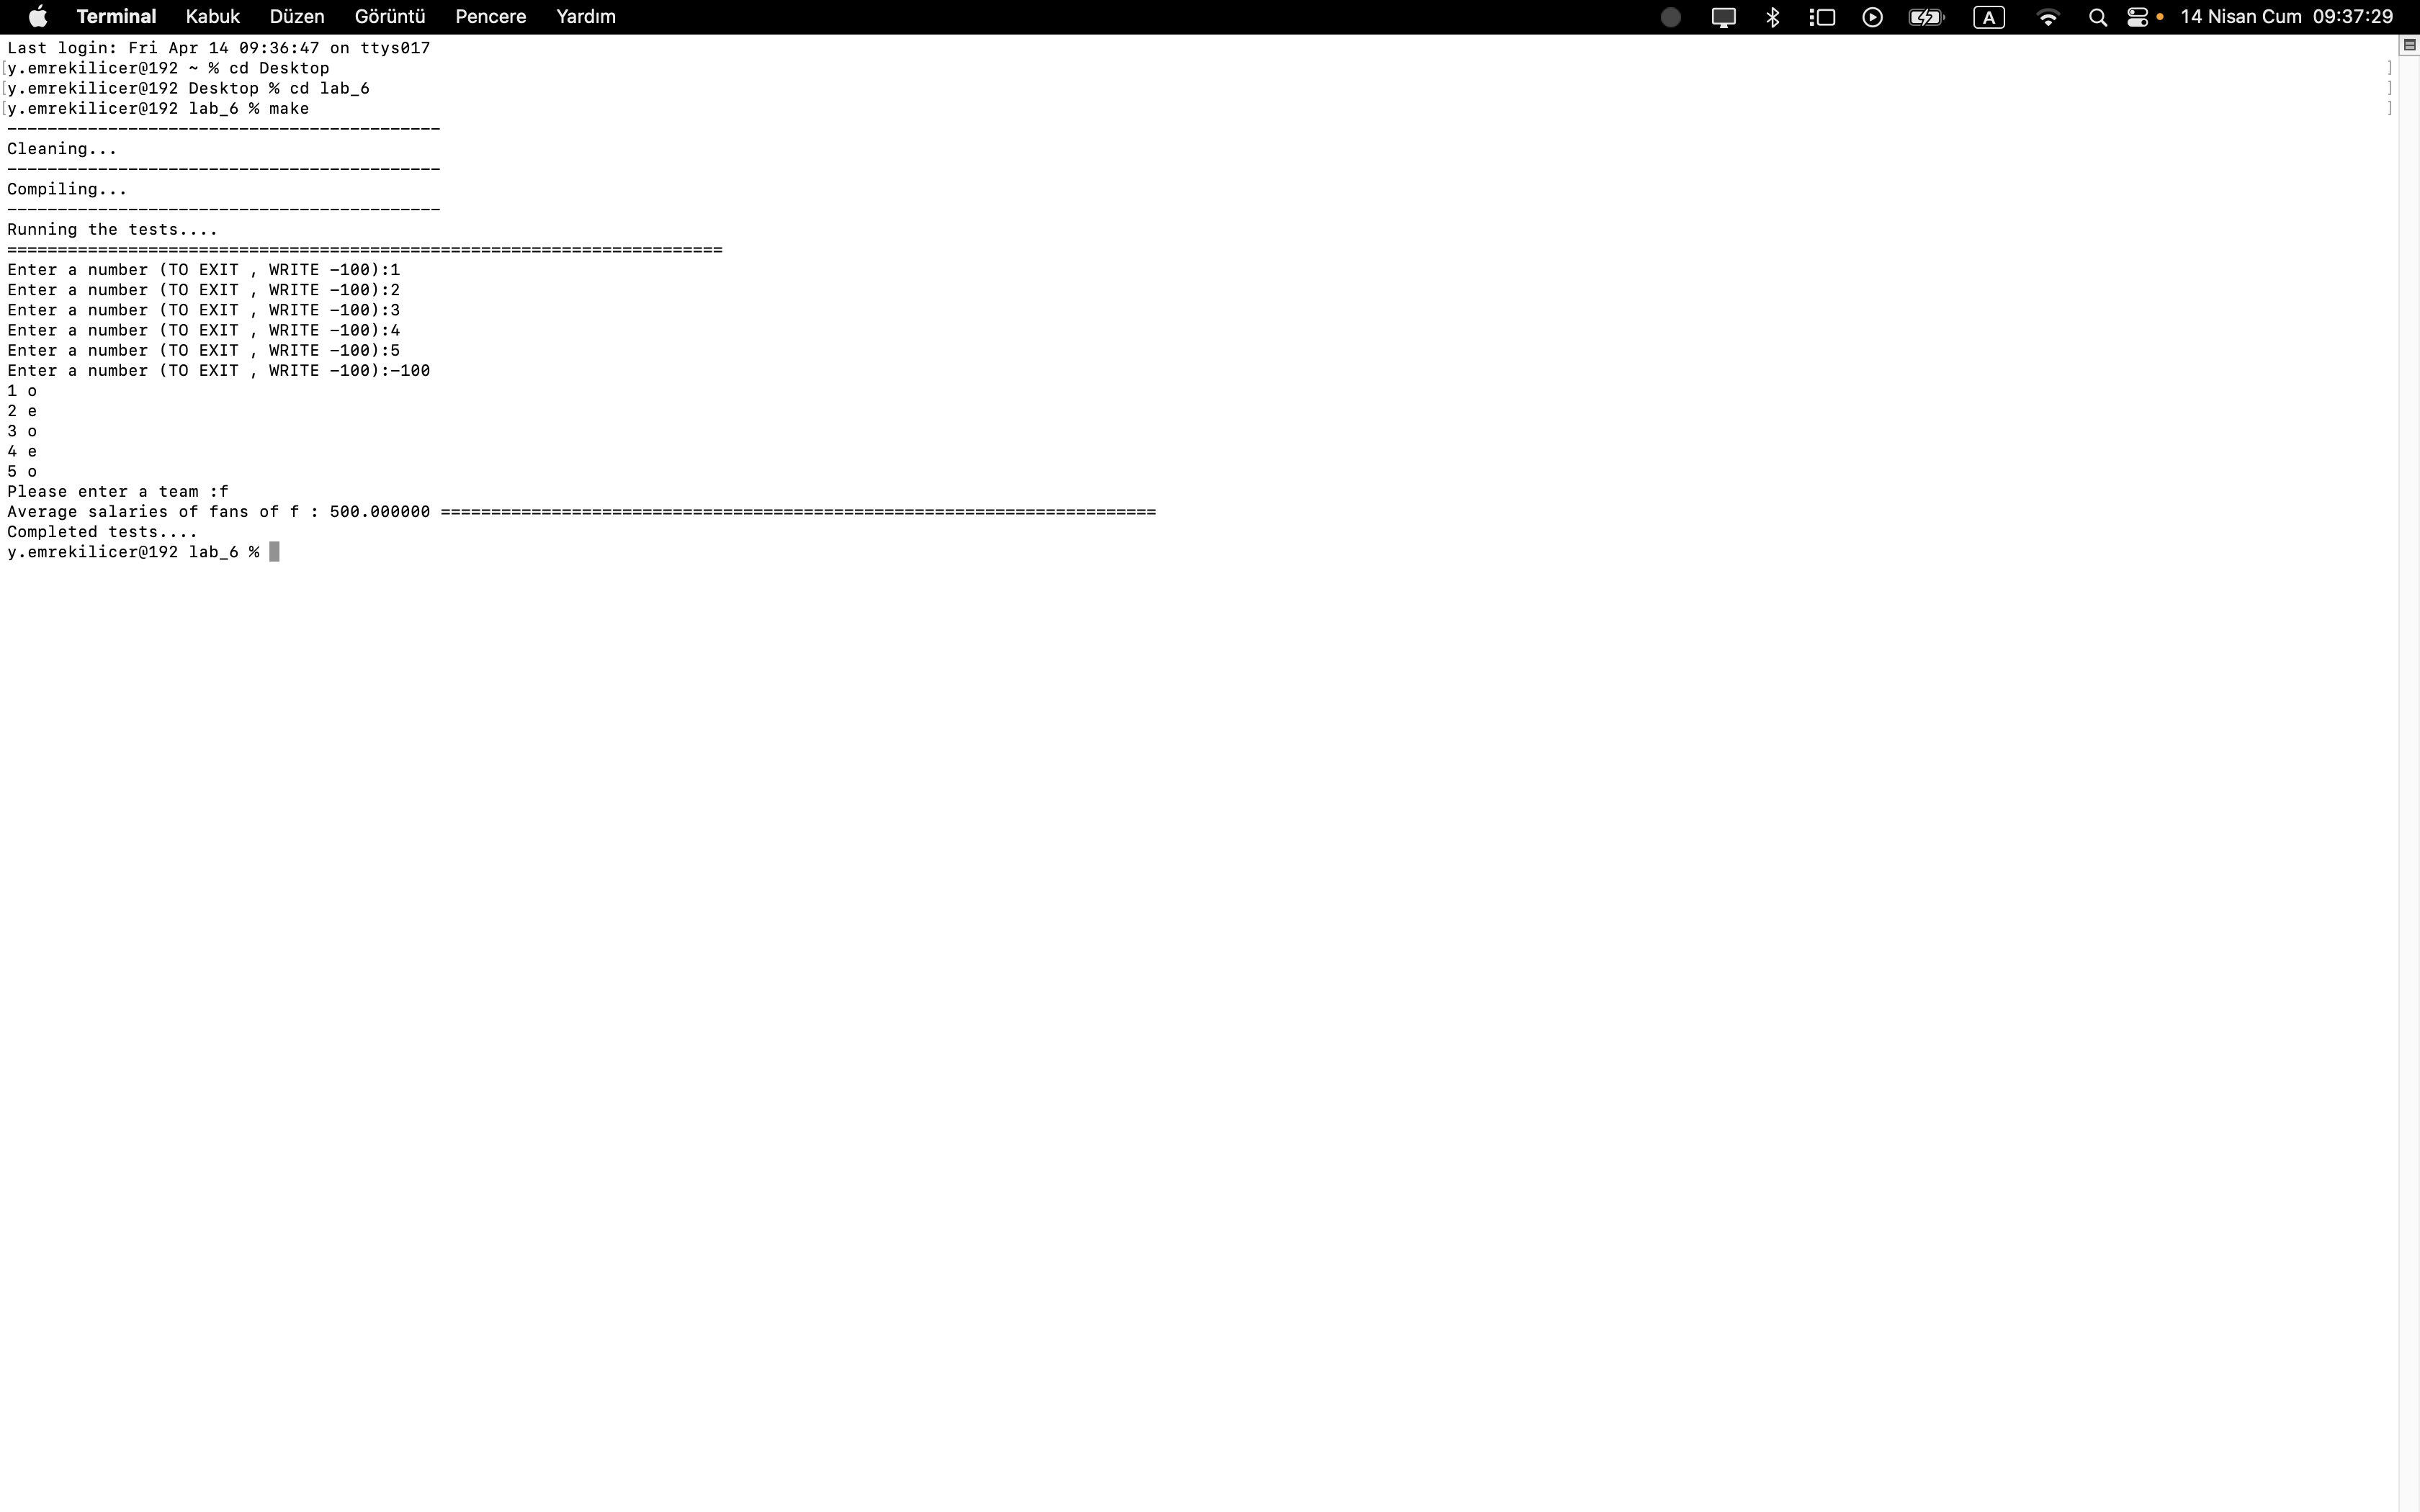 Terminal Kabuk Düzen Görüntü Pencere Yardım A 14 Nisan Cum 09:37:29
Last login: Fri Apr 14 09:36:47 on ttys017
[y.emrekilicer@192 ~ % cd Desktop ]
[y.emrekilicer@192 Desktop % cd lab_6 ]
[y.emrekilicer@192 lab_6 % make ]
-------------------------------------------
Cleaning...
-------------------------------------------
Compiling...
-------------------------------------------
Running the tests....
=======================================================================
Enter a number (TO EXIT , WRITE -100):1
Enter a number (TO EXIT , WRITE -100):2
Enter a number (TO EXIT , WRITE -100):3
Enter a number (TO EXIT , WRITE -100):4
Enter a number (TO EXIT , WRITE -100):5
Enter a number (TO EXIT , WRITE -100):-100
1 o
2 e
3 o
4 e
5 o
Please enter a team :f
Average salaries of fans of f : 500.000000 =======================================================================
Completed tests....
y.emrekilicer@192 lab_6 %